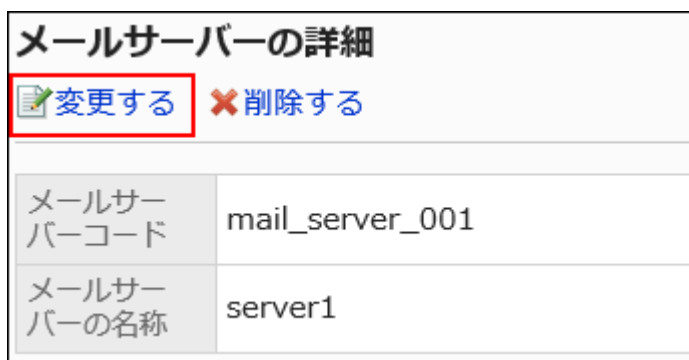 メールサーバーの詳細
変更する 削除する
メールサー
バーコード
mail_server_001
メールサー
バーの名称
server1